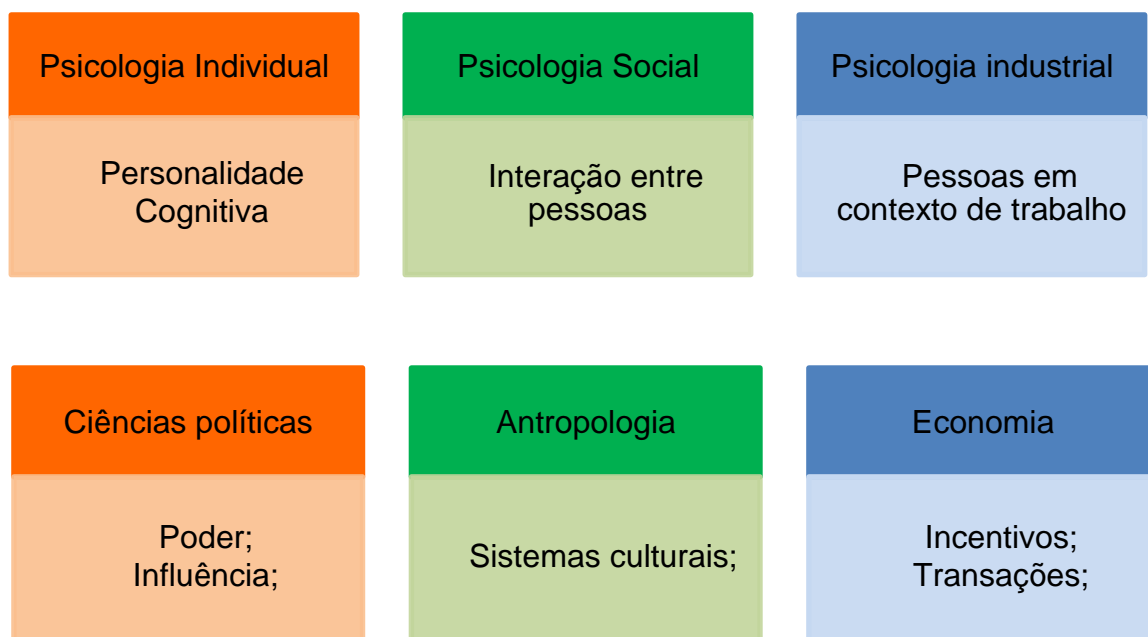 Psicologia Individual
Personalidade
Cognitiva
Psicologia Social
Interação entre
pessoas
Psicologia industrial
Pessoas em
contexto de trabalho
Ciências políticas
Poder;
Influência;
Antropologia
Sistemas culturais;
Economia
Incentivos;
Transações;